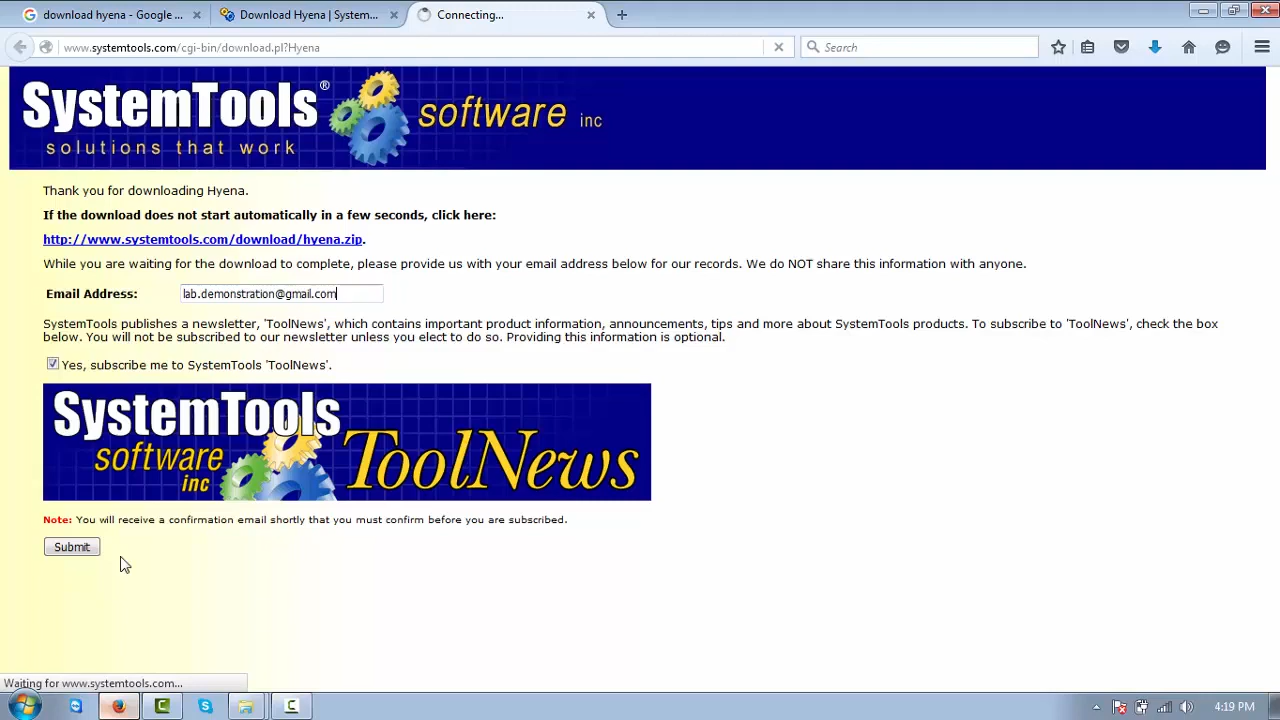 download hyena - Google ...
Download Hyena | System...
Connecting...
www.systemtools.com/cgi-bin/download.pl?Hyena
Search
SystemTools®
software inc
solutions that work
Thank you for downloading Hyena.
If the download does not start automatically in a few seconds, click here:
http://www.systemtools.com/download/hyena.zip.
While you are waiting for the download to complete, please provide us with your email address below for our records. We do NOT share this information with anyone.
Email Address: lab.demonstration@gmail.com
SystemTools publishes a newsletter, 'ToolNews', which contains important product information, announcements, tips and more about SystemTools products. To subscribe to 'ToolNews', check the box
below. You will not be subscribed to our newsletter unless you elect to do so. Providing this information is optional.
Yes, subscribe me to SystemTools 'ToolNews'.
SystemTools
software
inc
ToolNews
Note: You will receive a confirmation email shortly that you must confirm before you are subscribed.
Submit
Waiting for www.systemtools.com...
4:19 PM